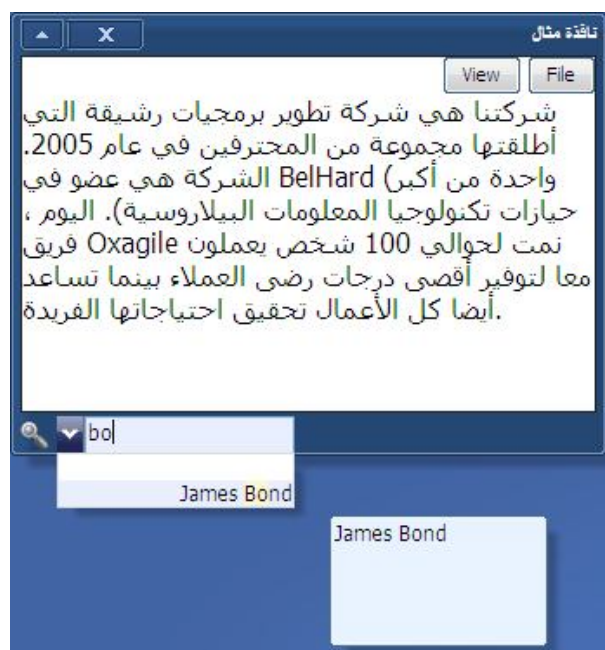 نافذة مثال
X
File View
شركتنا هي شركة تطوير برمجيات رشيقة التي
أطلقتها مجموعة من المحترفين في عام 2005.
واحدة من أكبر) BelHard الشركة هي عضو في
حيازات تكنولوجيا المعلومات البيلاروسية). اليوم ،
نمت لحوالي 100 شخص يعملون Oxagile فريق
معا لتوفير أقصى درجات رضى العملاء بينما تساعد
.أيضا كل الأعمال تحقيق احتياجاتها الفريدة
bo
James Bond
James Bond